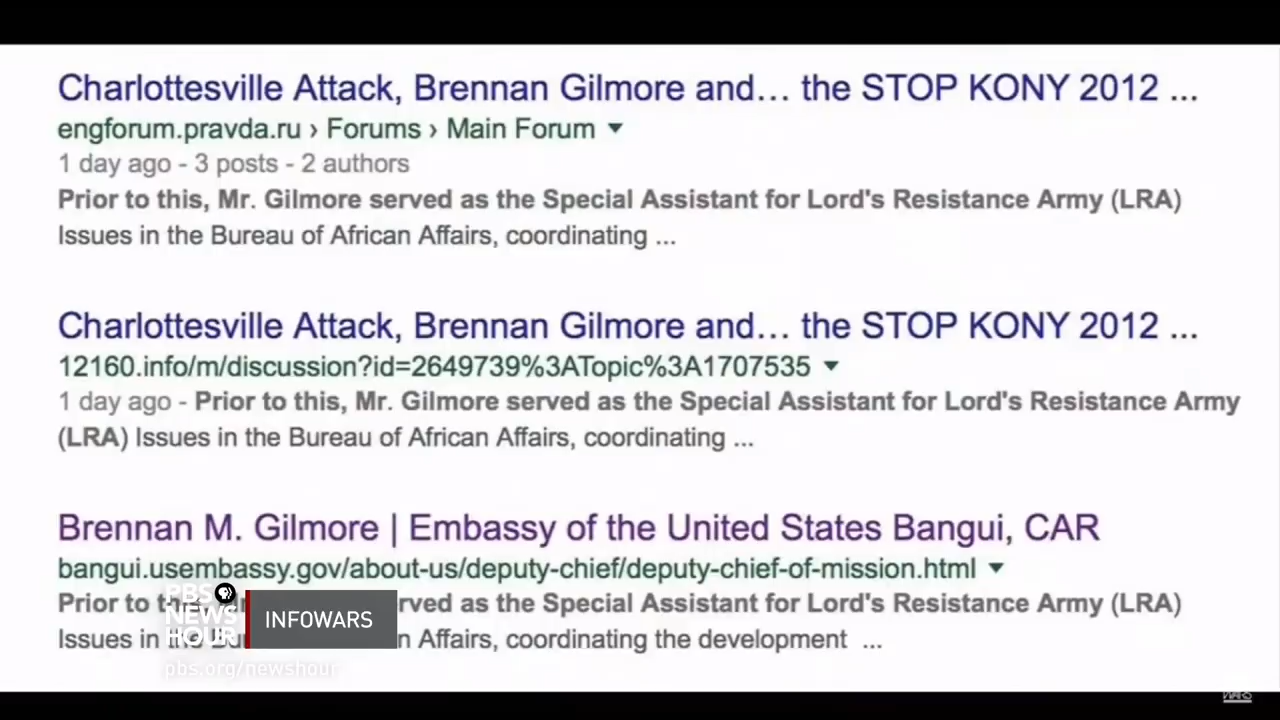 Charlottesville Attack, Brennan Gilmore and... the STOP KONY 2012 ...
engforum.pravda.ru › Forums › Main Forum ▼
1 day ago - 3 posts - 2 authors
Prior to this, Mr. Gilmore served as the Special Assistant for Lord's Resistance Army (LRA)
Issues in the Bureau of African Affairs, coordinating ...
Charlottesville Attack, Brennan Gilmore and... the STOP KONY 2012 ...
12160.info/m/discussion?id=2649739%3ATopic%3A1707535 ▼
1 day ago - Prior to this, Mr. Gilmore served as the Special Assistant for Lord's Resistance Army
(LRA) Issues in the Bureau of African Affairs, coordinating ...
Brennan M. Gilmore | Embassy of the United States Bangui, CAR
bangui.usembassy.gov/about-us/deputy-chief/deputy-chief-of-mission.html ▼
Prior to t rved as the Special Assistant for Lord's Resistance Army (LRA)
Issues in n Affairs, coordinating the development ...
PBS
NEWS
HOUR
INFOWARS
pbs.org/newshour